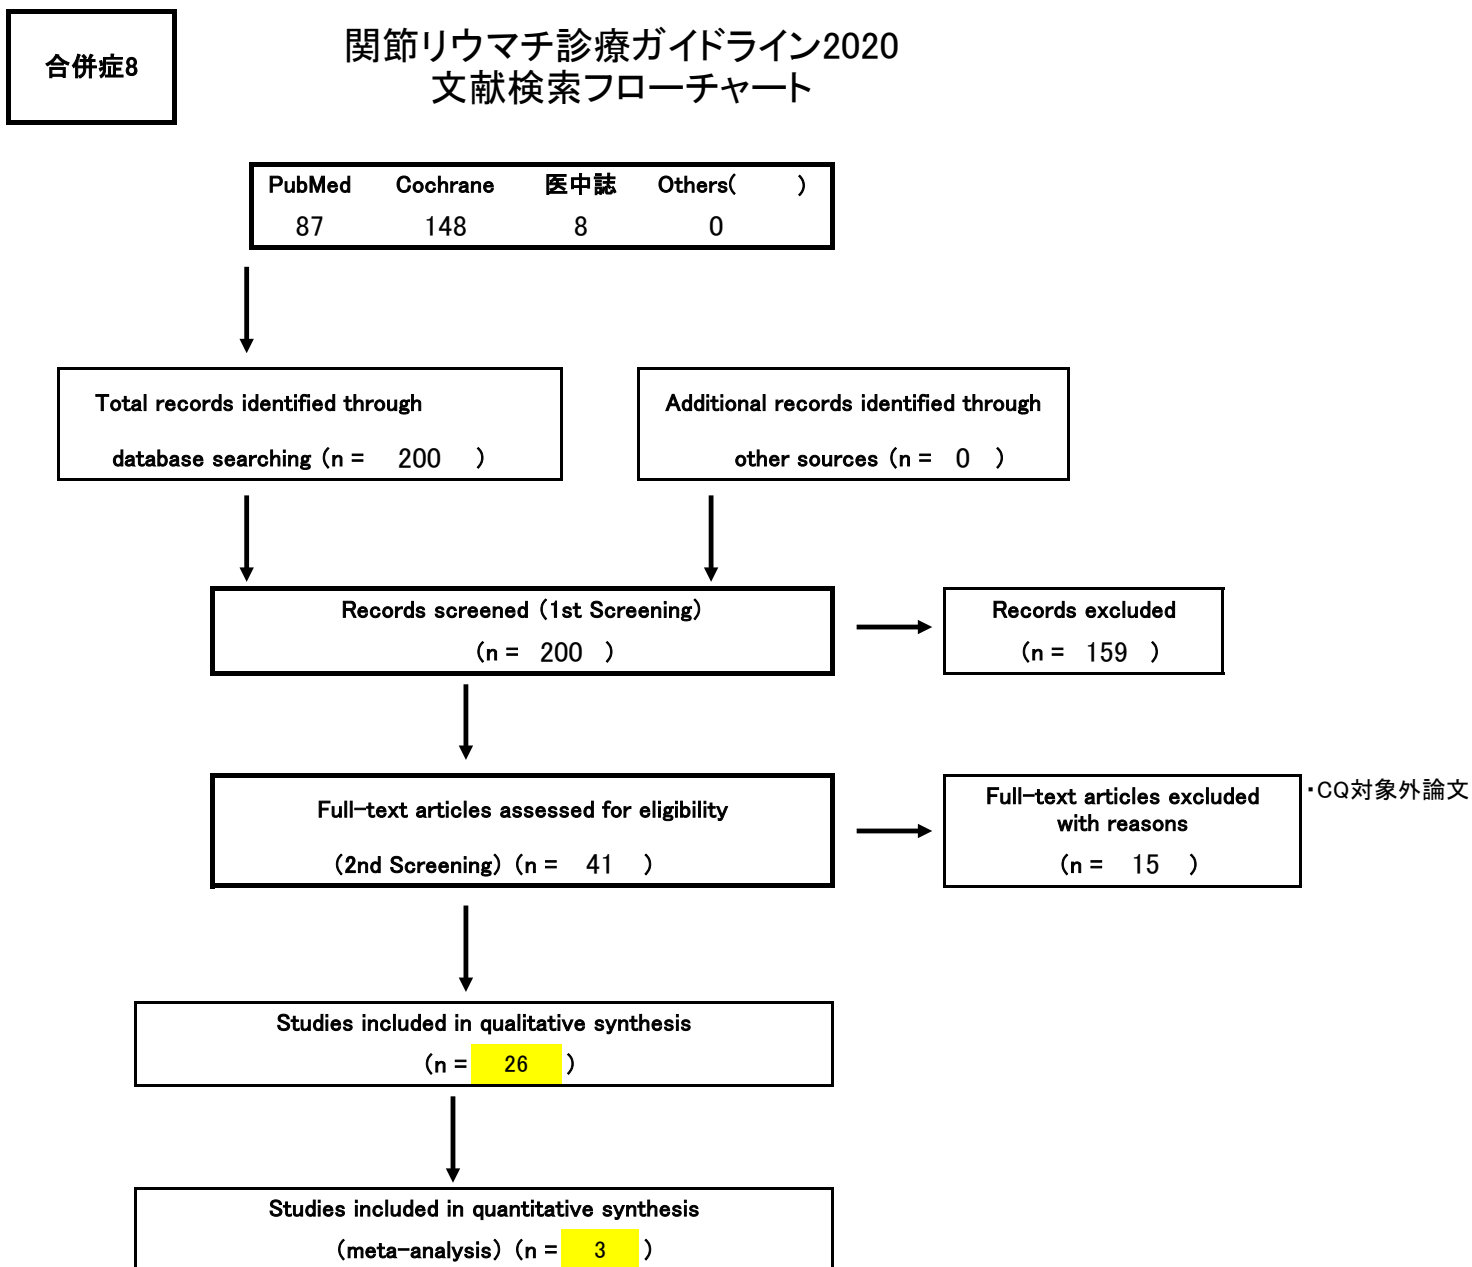 合併症8
関節リウマチ診療ガイドライン2020
文献検索フローチャート
PubMed Cochrane 医中誌 Others( )
87 148 8 0
Total records identified through
database searching (n = 200 )
Additional records identified through
other sources (n = 0 )
Records screened (1st Screening)
(n = 200 )
Records excluded
(n = 159 )
Full-text articles assessed for eligibility
(2nd Screening) (n = 41 )
Full-text articles excluded
with reasons
(n = 15 )
・CQ対象外論文
Studies included in qualitative synthesis
(n = 26 )
Studies included in quantitative synthesis
(meta-analysis) (n = 3 )